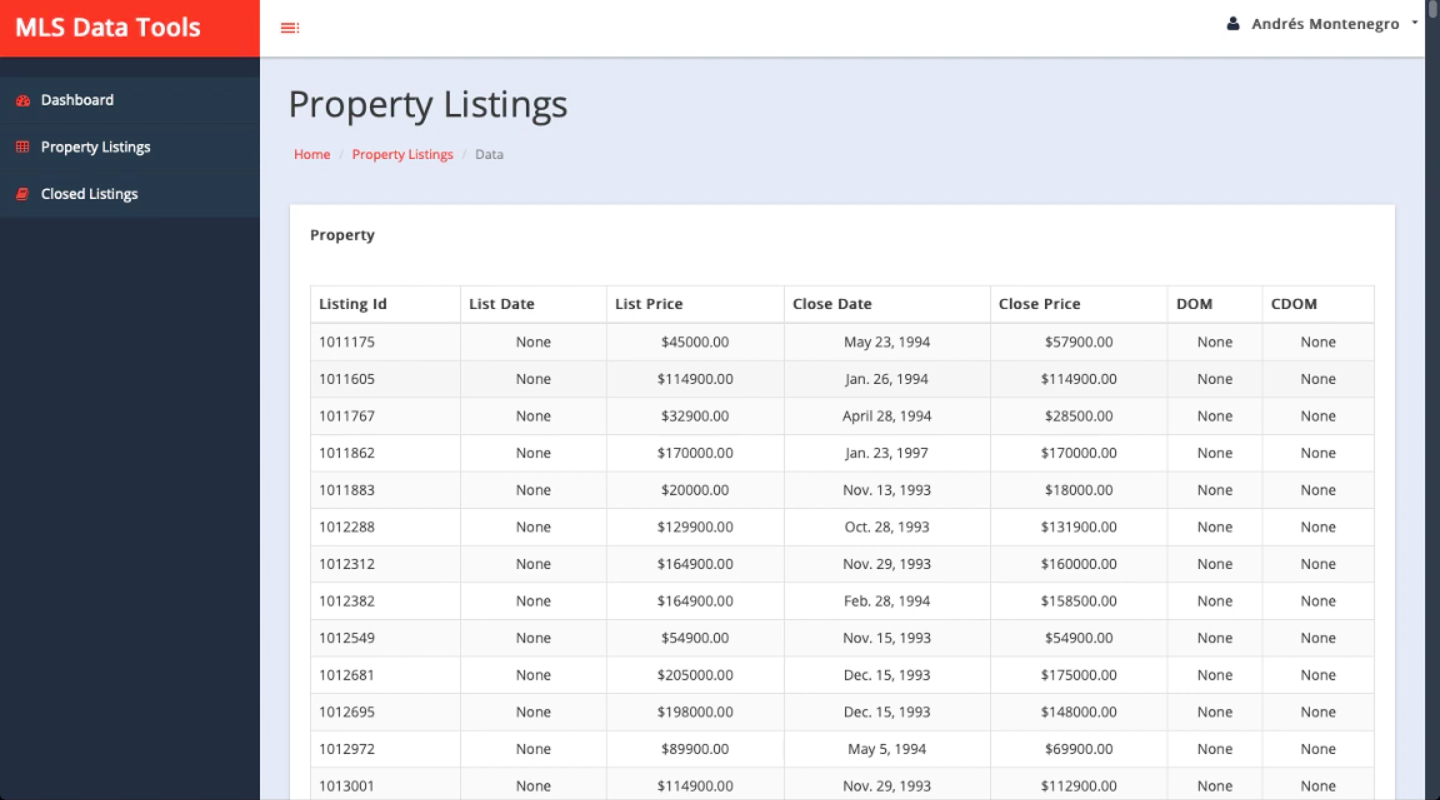 MLS Data Tools
Andrés Montenegro
Dashboard
Property Listings
Closed Listings
Property Listings
Home / Property Listings / Data
Property
Listing Id List Date List Price Close Date Close Price DOM CDOM
1011175 None $45000.00 May 23, 1994 $57900.00 None None
1011605 None $114900.00 Jan. 26, 1994 $114900.00 None None
1011767 None $32900.00 April 28, 1994 $28500.00 None None
1011862 None $170000.00 Jan. 23, 1997 $170000.00 None None
1011883 None $20000.00 Nov. 13, 1993 $18000.00 None None
1012288 None $129900.00 Oct. 28, 1993 $131900.00 None None
1012312 None $164900.00 Nov. 29, 1993 $160000.00 None None
1012382 None $164900.00 Feb. 28, 1994 $158500.00 None None
1012549 None $54900.00 Nov. 15, 1993 $54900.00 None None
1012681 None $205000.00 Dec. 15, 1993 $175000.00 None None
1012695 None $198000.00 Dec. 15, 1993 $148000.00 None None
1012972 None $89900.00 May 5, 1994 $69900.00 None None
1013001 None $114900.00 Nov. 29, 1993 $112900.00 None None